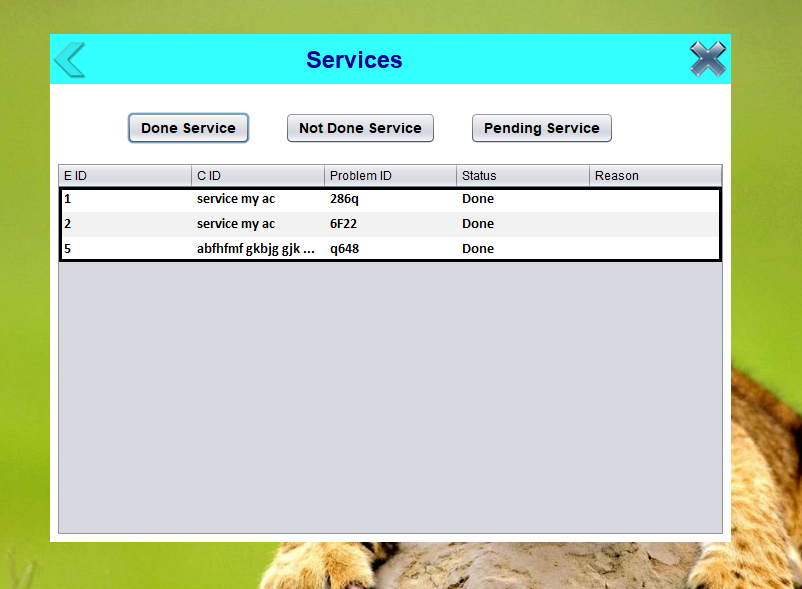 Services
Done Service Not Done Service Pending Service
E ID C ID Problem ID Status Reason
1 service my ac 286q Done
2 service my ac 6F22 Done
5 abfhfmf gkbjg gjk ... q648 Done